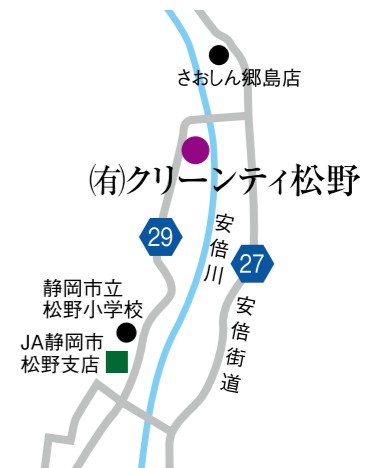 さおしん郷島店
㈲クリーンティ松野
29
安倍川
27
静岡市立
松野小学校
安倍街道
JA静岡市
松野支店